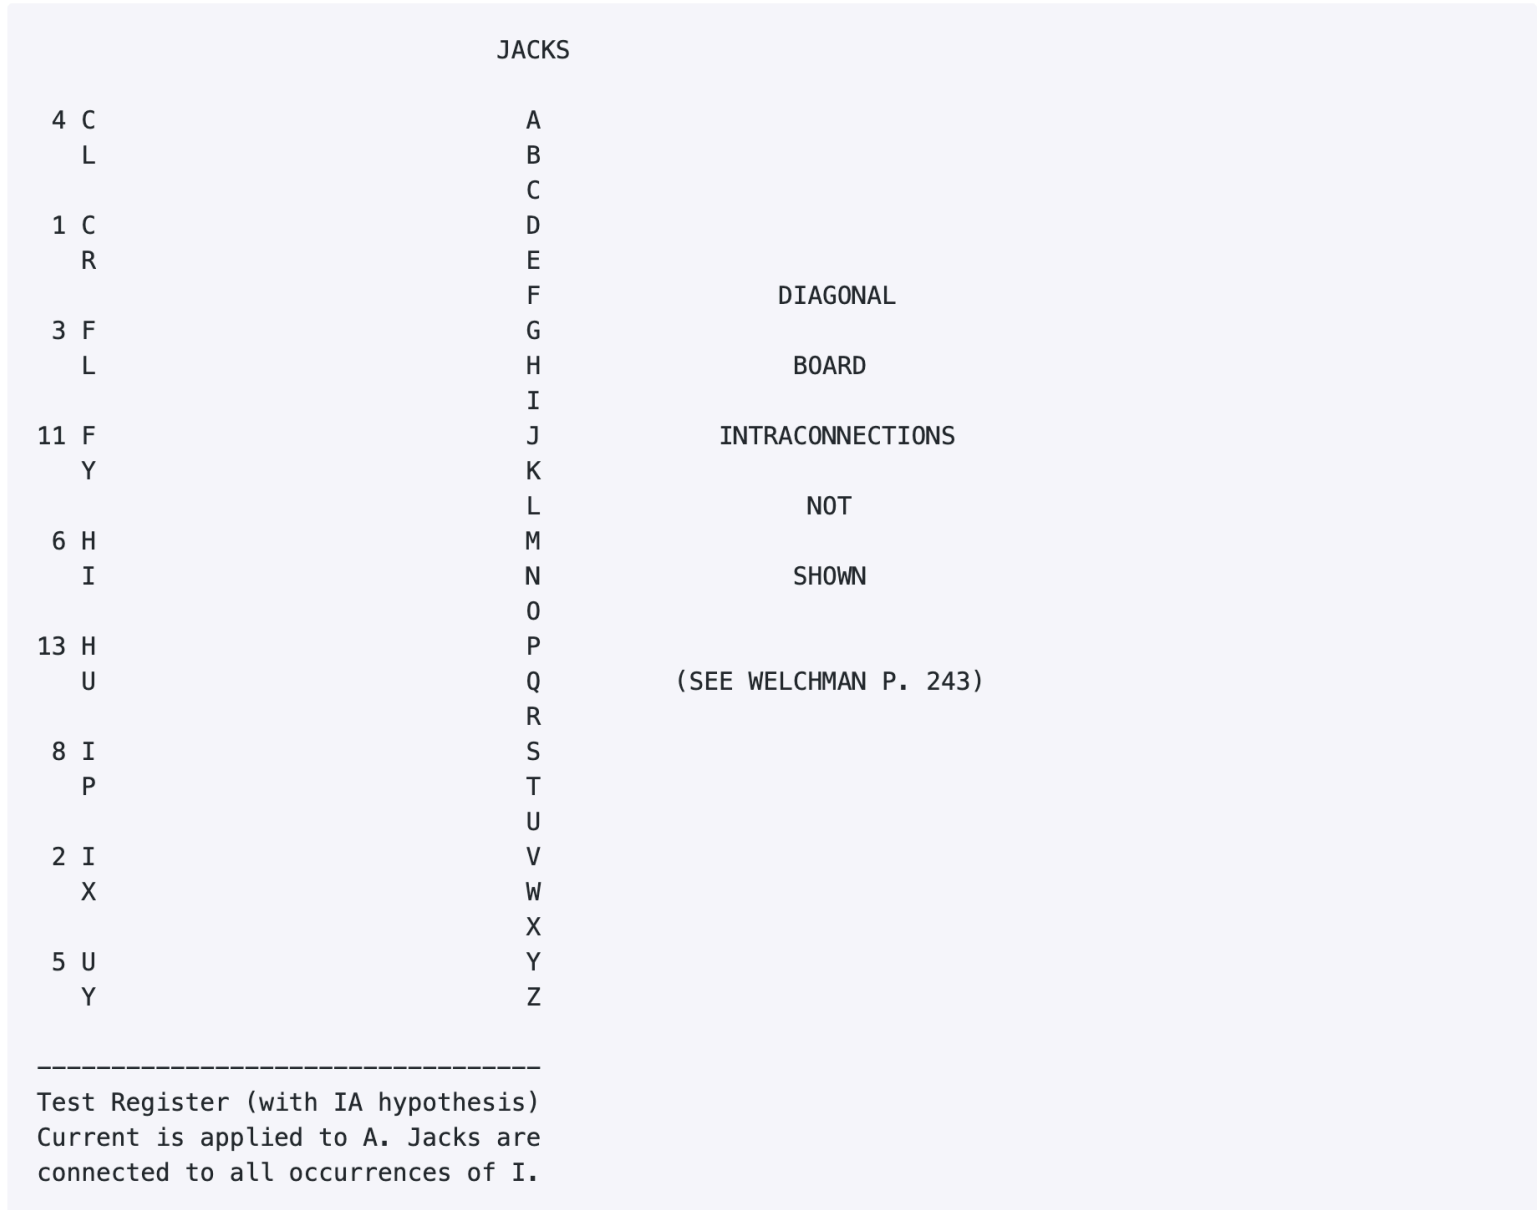 JACKS
4 C A
L B
C
1 C D
R E
F DIAGONAL
3 F G
L H BOARD
I
11 F J INTRACONNECTIONS
Y K
L NOT
6 H M
I N SHOWN
O
13 H P
U Q (SEE WELCHMAN P. 243)
R
8 I S
P T
U
2 I V
X W
X
5 U Y
Y Z
----------------------------------
Test Register (with IA hypothesis)
Current is applied to A. Jacks are
connected to all occurrences of I.